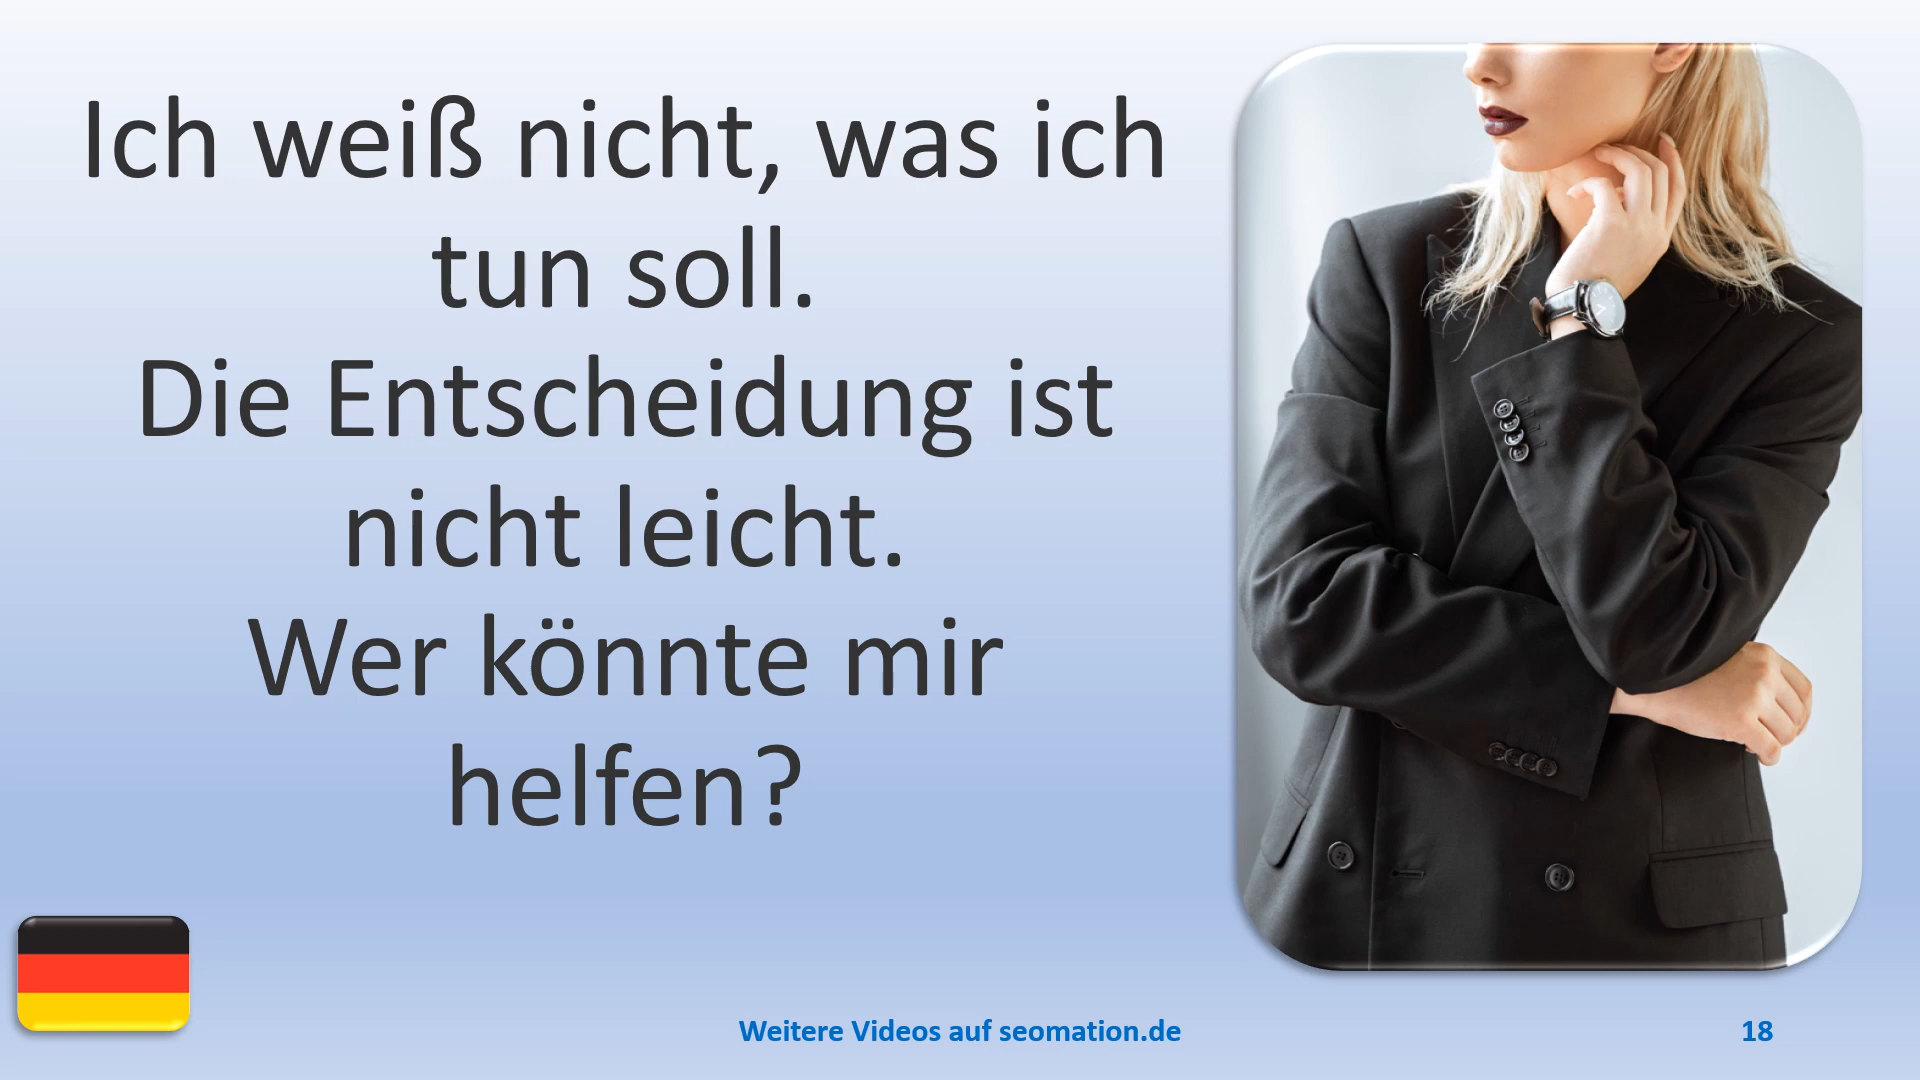 Ich weiß nicht, was ich
tun soll.
Die Entscheidung ist
nicht leicht.
Wer könnte mir
helfen?
Weitere Videos auf seomation.de
18